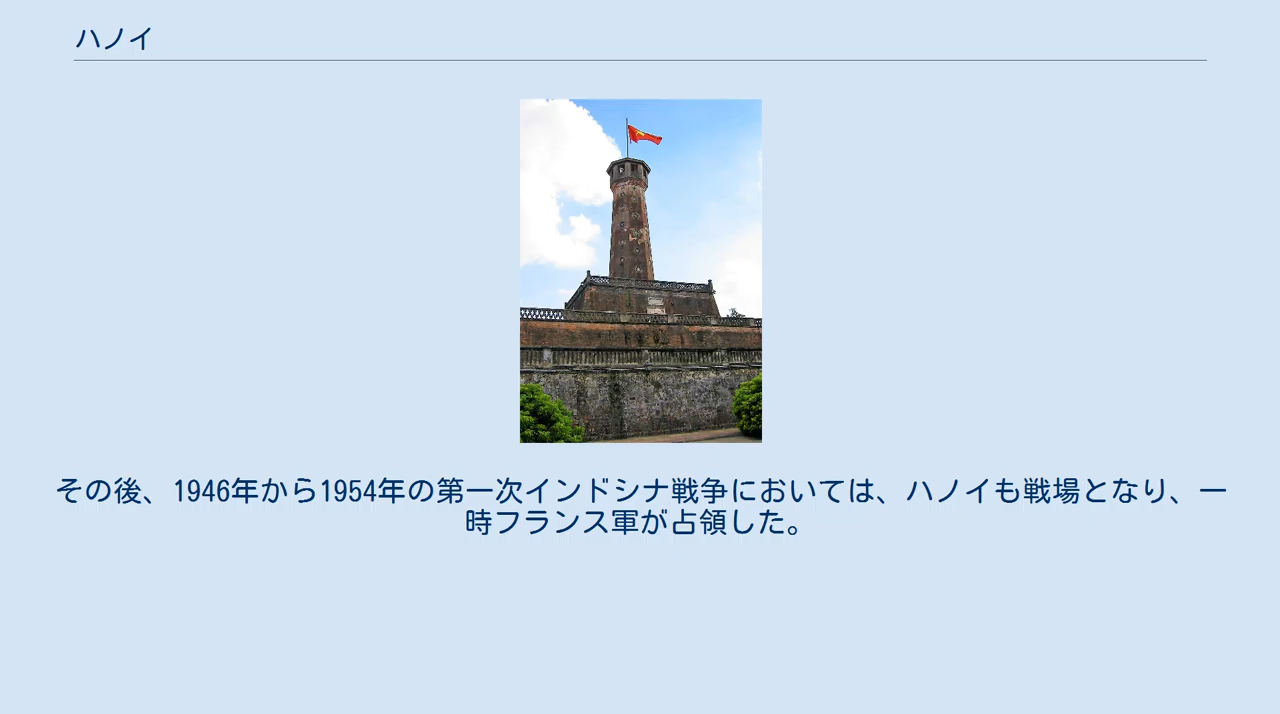 ハノイ
その後、1946年から1954年の第一次インドシナ戦争においては、ハノイも戦場となり、一
時フランス軍が占領した。